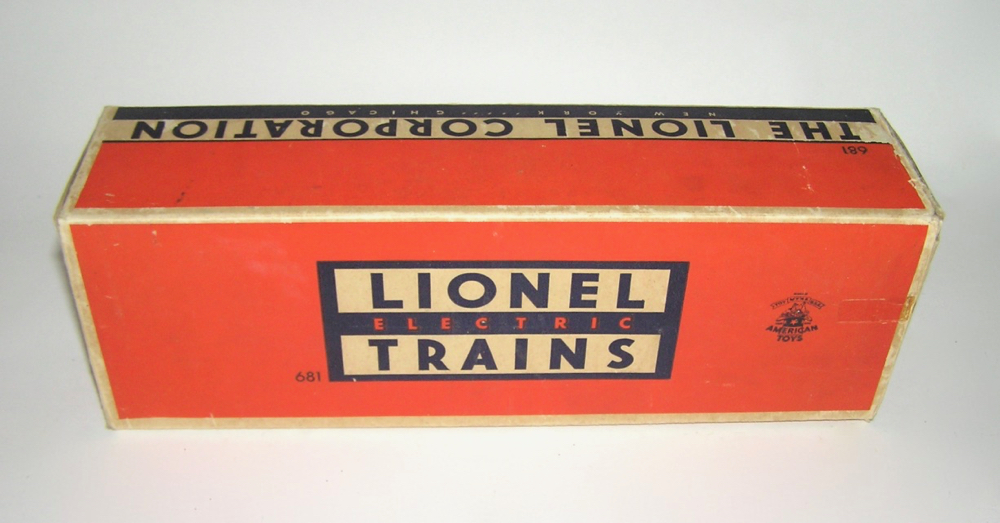 NEW YORK ///// CHICAGO
THE LIONEL CORPORATION
681
LIONEL
ELECTRIC
TRAINS
681
AMERICAN
TOYS